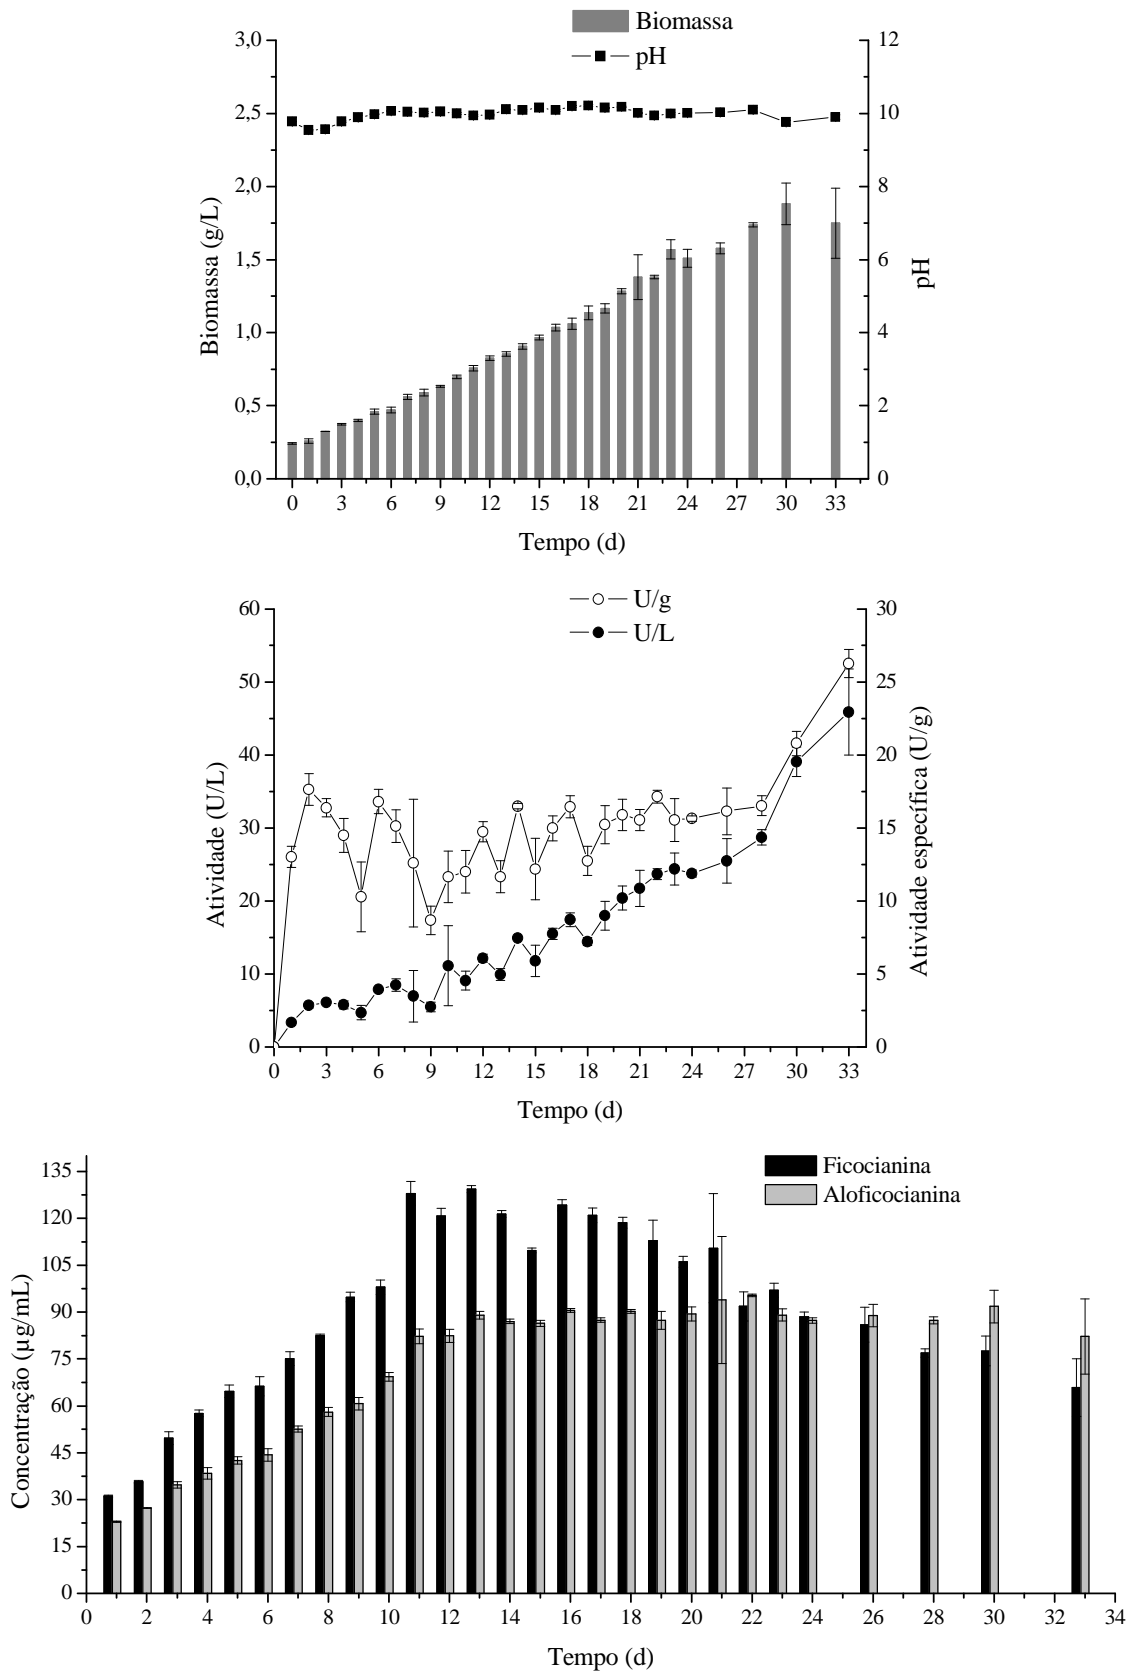 Biomassa
pH
3,0
2,5
2,0
1,5
1,0
0,5
0,0
Biomassa (g/L)
12
10
8
6
4
2
0
pH
0 3 6 9 12 15 18 21 24 27 30 33
Tempo (d)
U/g
U/L
60
50
40
30
20
10
0
Atividade (U/L)
30
25
20
15
10
5
0
Atividade específica (U/g)
0 3 6 9 12 15 18 21 24 27 30 33
Tempo (d)
Ficocianina
Aloficocianina
135
120
105
90
75
60
45
30
15
0
Concentração (µg/mL)
0 2 4 6 8 10 12 14 16 18 20 22 24 26 28 30 32 34
Tempo (d)